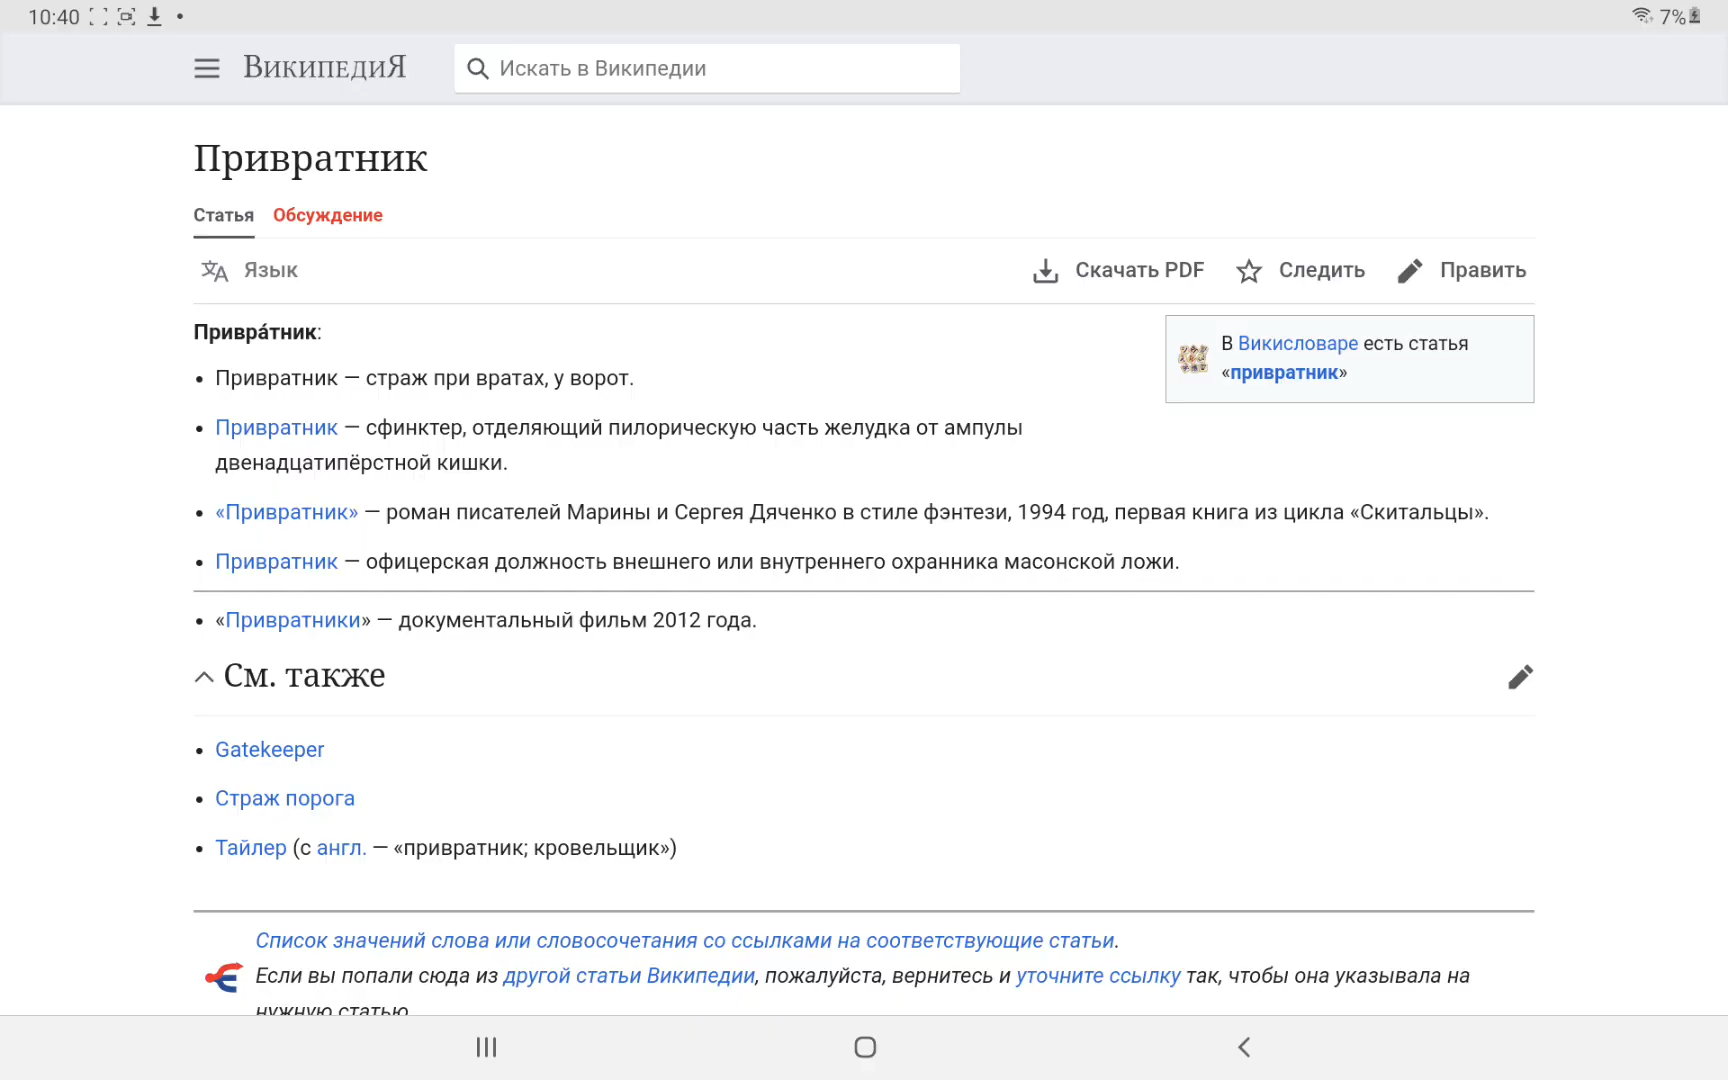 10:40
7%
ВикипедиЯ
Искать в Википедии
Привратник
Статья Обсуждение
Язык
Скачать PDF Следить Править
Привра́тник:
В Викисловаре есть статья
«привратник»
• Привратник — страж при вратах, у ворот.
• Привратник — сфинктер, отделяющий пилорическую часть желудка от ампулы
двенадцатипёрстной кишки.
• «Привратник» — роман писателей Марины и Сергея Дяченко в стиле фэнтези, 1994 год, первая книга из цикла «Скитальцы».
• Привратник — офицерская должность внешнего или внутреннего охранника масонской ложи.
• «Привратники» — документальный фильм 2012 года.
См. также
• Gatekeeper
• Страж порога
• Тайлер (с англ. — «привратник; кровельщик»)
Список значений слова или словосочетания со ссылками на соответствующие статьи.
Если вы попали сюда из другой статьи Википедии, пожалуйста, вернитесь и уточните ссылку так, чтобы она указывала на
нужную статью